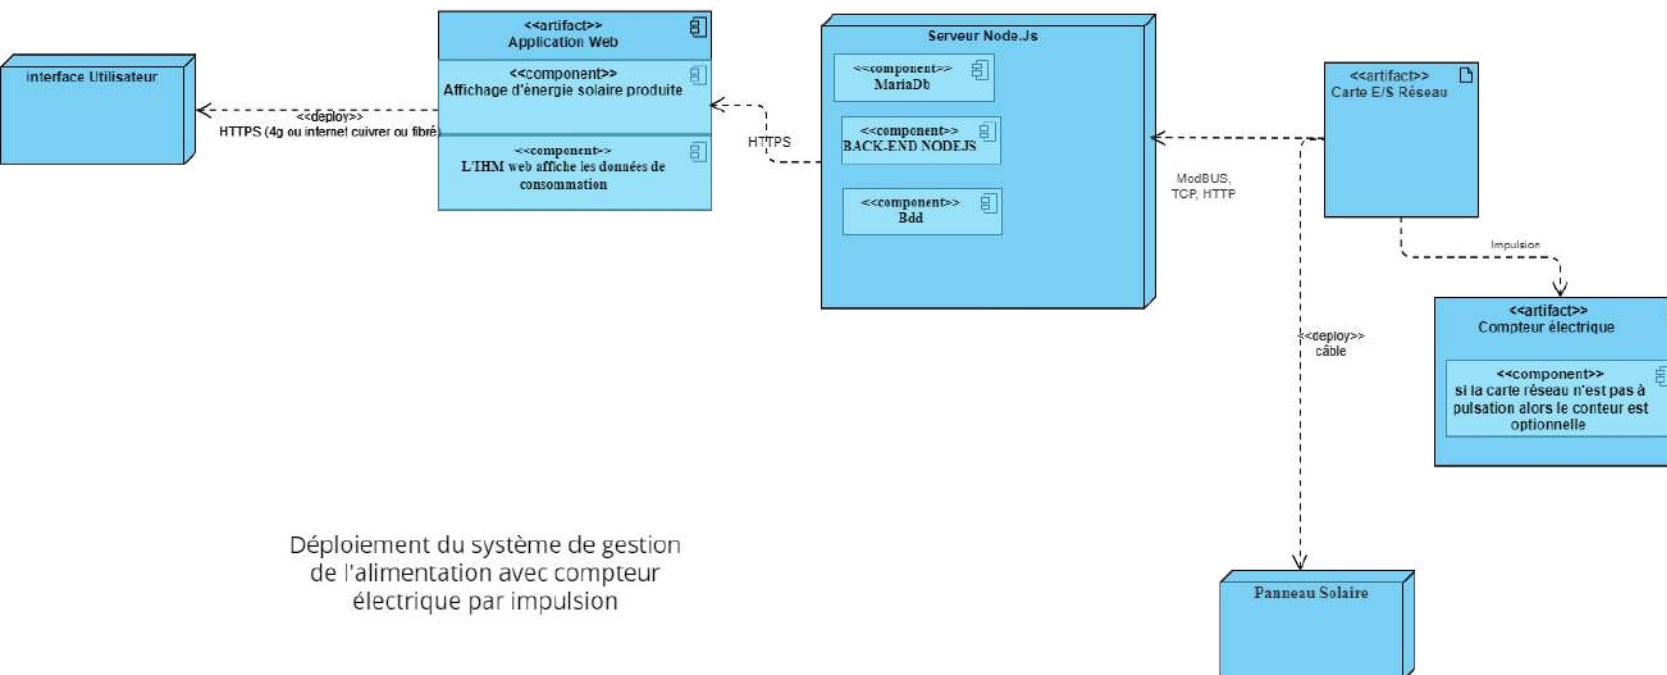 interface Utilisateur
<<deploy>>
HTTPS (4g ou internet cuivrer ou fibre)
<<artifact>>
Application Web
<<component>>
Affichage d'énergie solaire produite
<<component>>
L'IHM web affiche les données de
consommation
HTTPS
Serveur Node.Js
<<component>>
MariaDb
<<component>>
BACK-END NODEJS
<<component>>
Bdd
ModBUS,
TCP, HTTP
<<artifact>>
Carte E/S Réseau
Impulsion
<<artifact>>
Compteur électrique
<<component>>
si la carte réseau n'est pas à
pulsation alors le conteur est
optionnelle
<<deploy>>
câble
Panneau Solaire
Déploiement du système de gestion
de l'alimentation avec compteur
électrique par impulsion